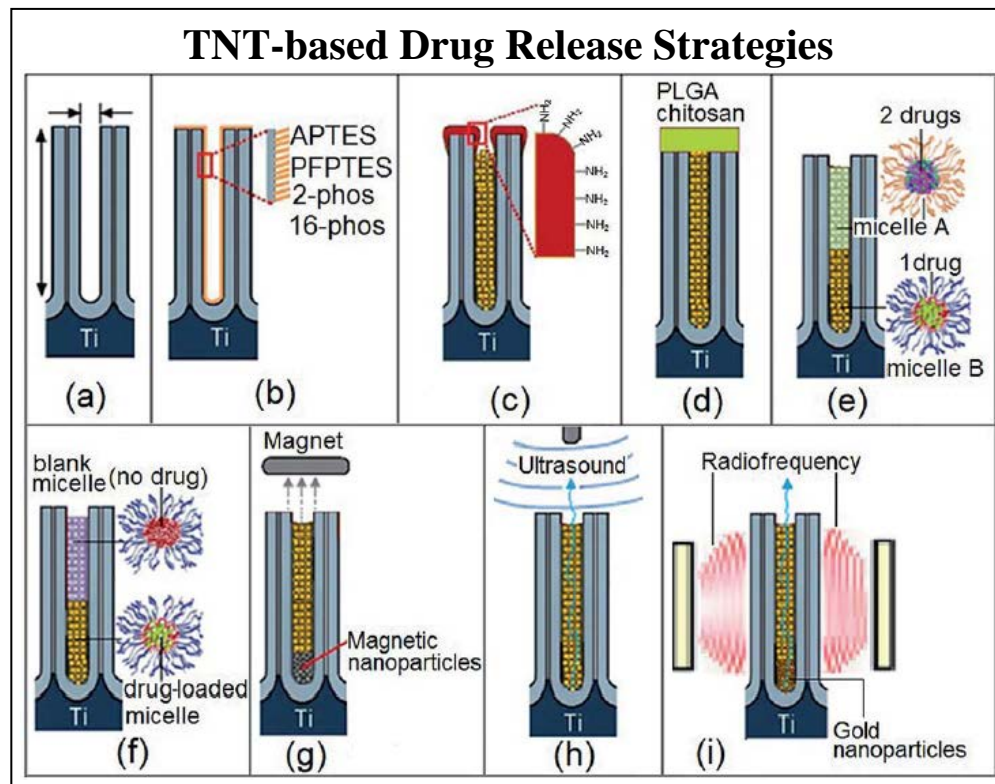 TNT-based Drug Release Strategies
Ti
(a)
APTES
PFPTES
2-phos
16-phos
Ti
(b)
NH₂
NH₂
NH₂
NH₂
NH₂
NH₂
NH₂
Ti
(c)
PLGA
chitosan
Ti
(d)
2 drugs
micelle A
1drug
micelle B
Ti
(e)
blank
micelle
(no drug)
drug-loaded
micelle
Ti
(f)
Magnet
Magnetic
nanoparticles
Ti
(g)
Ultrasound
Ti
(h)
Radiofrequency
Gold
nanoparticles
Ti
(i)